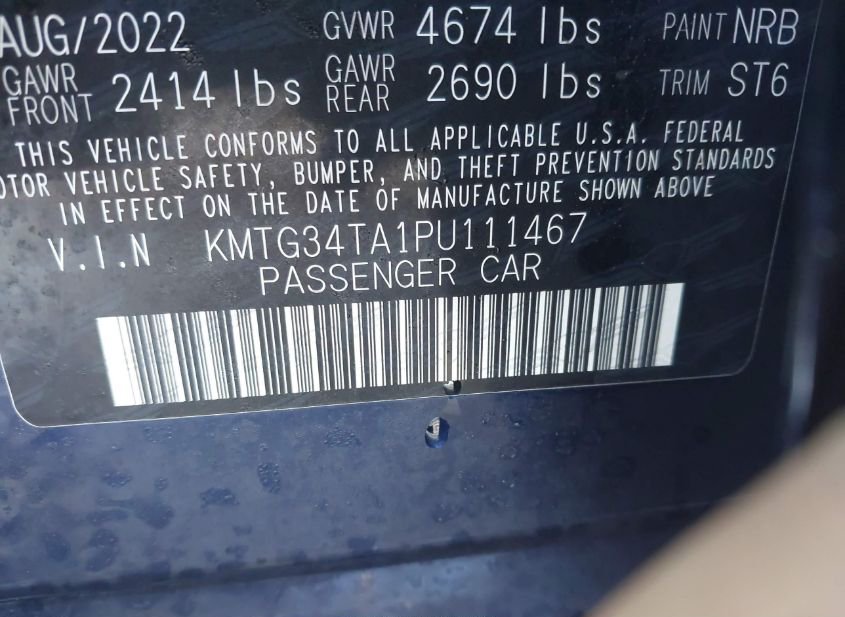 AUG/2022 GVWR 4674 lbs PAINT NRB
GAWR FRONT 2414 lbs GAWR REAR 2690 lbs TRIM ST6
THIS VEHICLE CONFORMS TO ALL APPLICABLE U.S.A. FEDERAL
OTOR VEHICLE SAFETY, BUMPER, AND THEFT PREVENTION STANDARDS
IN EFFECT ON THE DATE OF MANUFACTURE SHOWN ABOVE
V.I.N KMTG34TA1PU111467
PASSENGER CAR